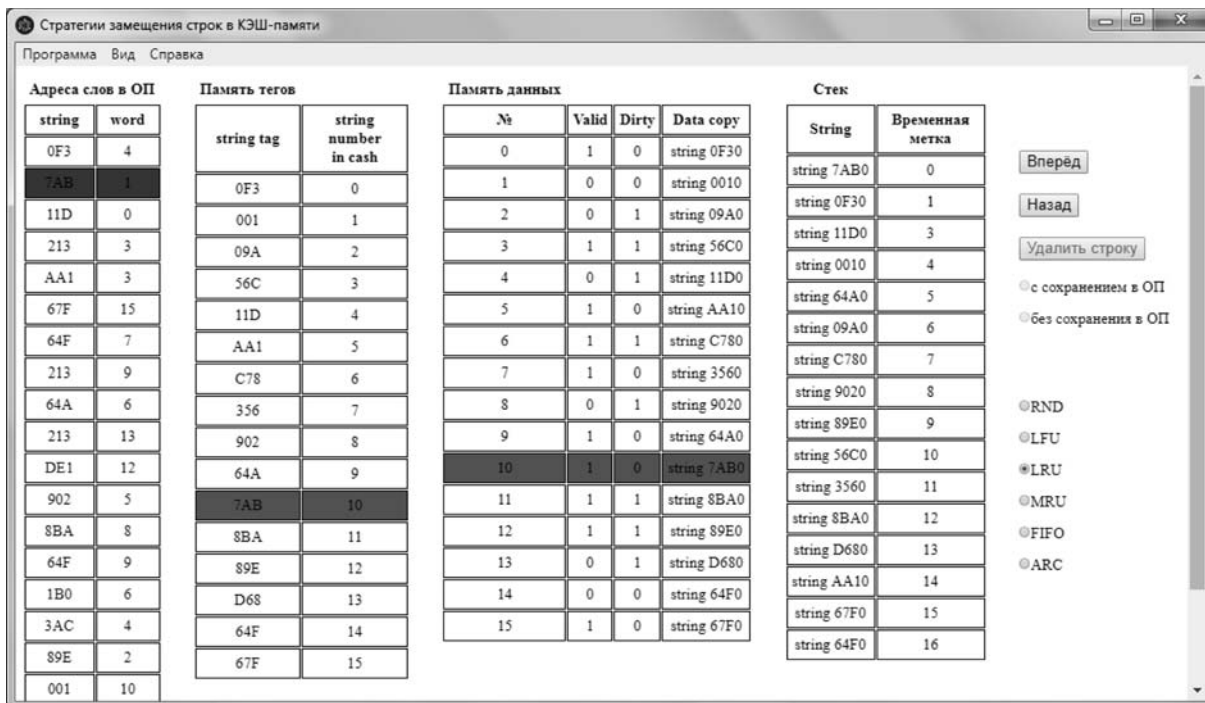 Стратегии замещения строк в КЭШ-памяти
Программа Вид Справка
Адреса слов в ОП
string word
0F3 4
7AB 1
11D 0
213 3
AA1 3
67F 15
64F 7
213 9
64A 6
213 13
DE1 12
902 5
8BA 8
64F 9
1B0 6
3AC 4
89E 2
001 10
Память тегов
string tag string number in cash
0F3 0
001 1
09A 2
56C 3
11D 4
AA1 5
C78 6
356 7
902 8
64A 9
7AB 10
8BA 11
89E 12
D68 13
64F 14
67F 15
Память данных
№ Valid Dirty Data copy
0 1 0 string 0F30
1 0 0 string 0010
2 0 1 string 09A0
3 1 1 string 56C0
4 0 1 string 11D0
5 1 0 string AA10
6 1 1 string C780
7 1 0 string 3560
8 0 1 string 9020
9 1 0 string 64A0
10 1 0 string 7AB0
11 1 1 string 8BA0
12 1 1 string 89E0
13 0 1 string D680
14 0 0 string 64F0
15 1 0 string 67F0
Стек
String Временная метка
string 7AB0 0
string 0F30 1
string 11D0 3
string 0010 4
string 64A0 5
string 09A0 6
string C780 7
string 9020 8
string 89E0 9
string 56C0 10
string 3560 11
string 8BA0 12
string D680 13
string AA10 14
string 67F0 15
string 64F0 16
Вперёд
Назад
Удалить строку
с сохранением в ОП
без сохранения в ОП
RND
LFU
LRU
MRU
FIFO
ARC